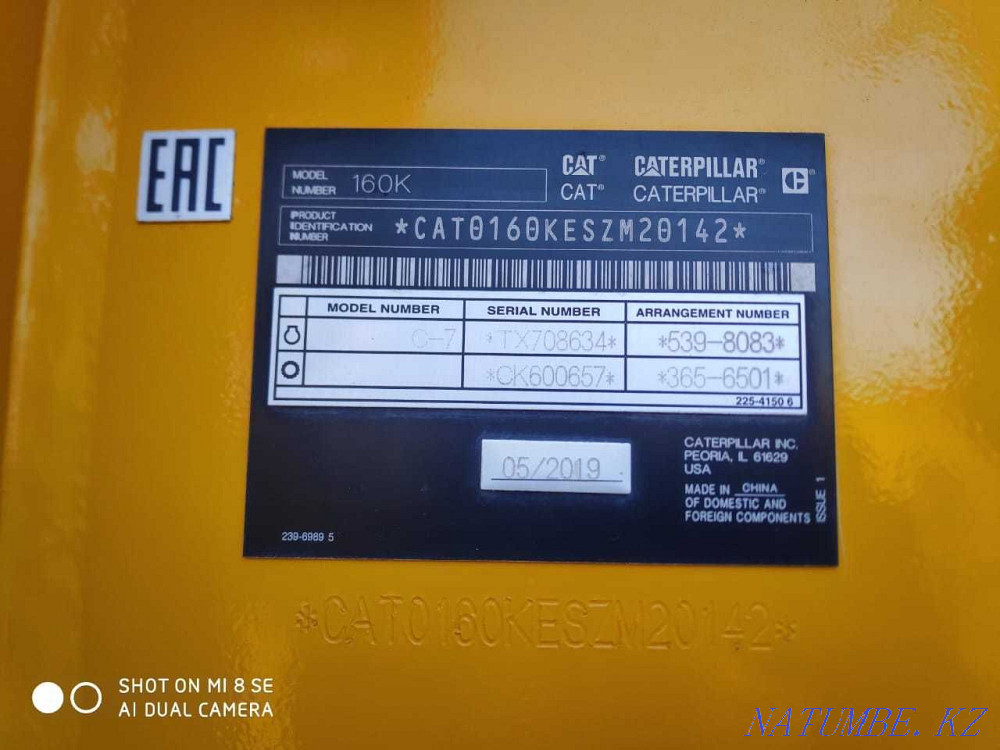 EAC
MODEL NUMBER 160K
CAT® CATERPILLAR®
CAT® CATERPILLAR®
PRODUCT IDENTIFICATION NUMBER *CAT0160KESZM20142*
MODEL NUMBER SERIAL NUMBER ARRANGEMENT NUMBER
C-7 *TX708634* *539-8083*
*CK600657* *365-6501*
225-4150 6
05/2019
CATERPILLAR INC.
PEORIA, IL 61629
USA
MADE IN CHINA
OF DOMESTIC AND
FOREIGN COMPONENTS
ISSUE 1
239-6989 5
*CAT0160KESZM20142*
SHOT ON MI 8 SE
AI DUAL CAMERA
NATUMBE.KZ